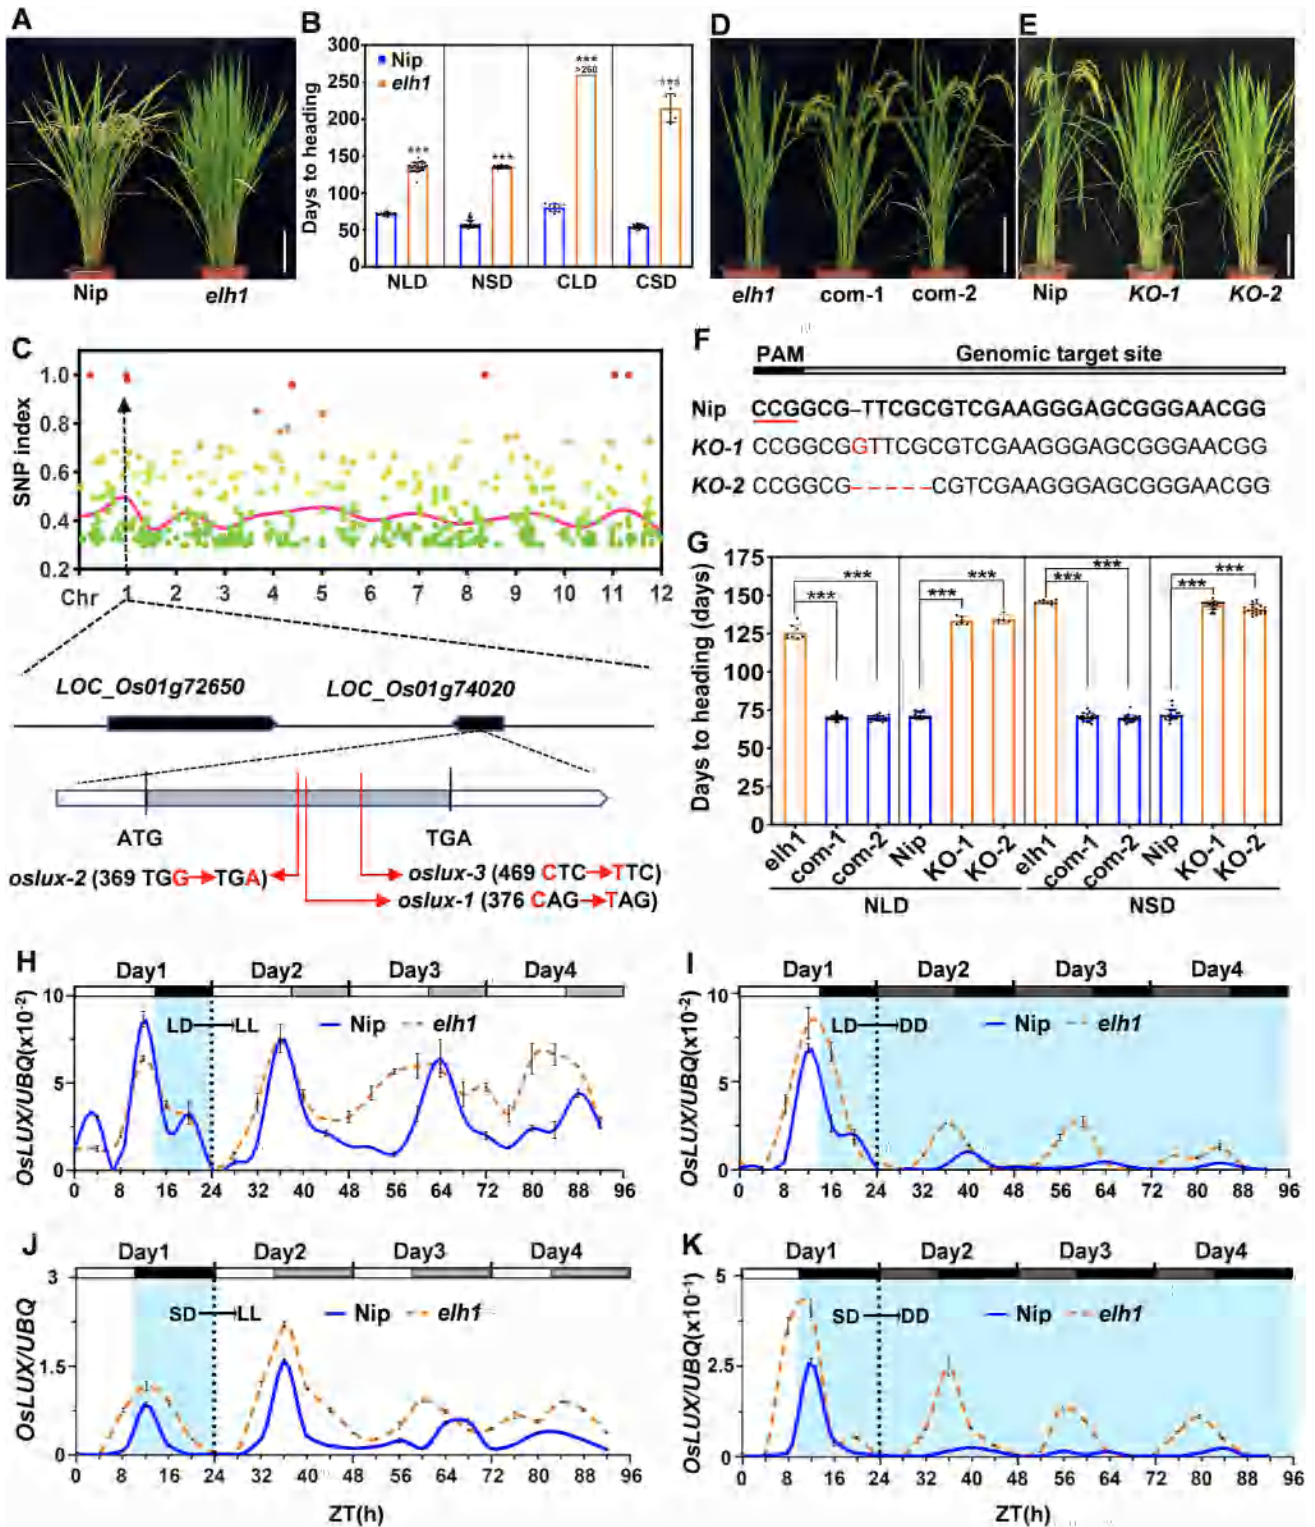 A
Nip
elh1
B
Days to heading
300
250
200
150
100
50
0
Nip
elh1
***
***
***
>260
***
NLD
NSD
CLD
CSD
D
elh1
com-1
com-2
E
Nip
KO-1
KO-2
C
SNP index
1.0
0.8
0.6
0.4
0.2
Chr
1
2
3
4
5
6
7
8
9
10
11
12
LOC_Os01g72650
LOC_Os01g74020
ATG
TGA
oslux-2 (369 TGG→TGA)
oslux-3 (469 CTC→TTC)
oslux-1 (376 CAG→TAG)
F
PAM
Genomic target site
Nip CCGGCG–TTCGCGTCGAAGGGAGCGGGAACGG
KO-1 CCGGCGGTTCGCGTCGAAGGGAGCGGGAACGG
KO-2 CCGGCG------CGTCGAAGGGAGCGGGAACGG
G
Days to heading (days)
175
150
125
75
50
25
0
***
***
***
***
***
***
***
***
elh1
com-1
com-2
Nip
KO-1
KO-2
elh1
com-1
com-2
Nip
KO-1
KO-2
NLD
NSD
H
Day1
Day2
Day3
Day4
OsLUX/UBQ(x10⁻²)
10
5
0
LD→LL
Nip
elh1
0 8 16 24 32 40 48 56 64 72 80 88 96
I
Day1
Day2
Day3
Day4
OsLUX/UBQ(x10⁻²)
10
5
0
LD→DD
Nip
elh1
0 8 16 24 32 40 48 56 64 72 80 88 96
J
Day1
Day2
Day3
Day4
OsLUX/UBQ
3
1.5
0
SD→LL
Nip
elh1
0 8 16 24 32 40 48 56 64 72 80 88 96
ZT(h)
K
Day1
Day2
Day3
Day4
OsLUX/UBQ(x10⁻¹)
5
2.5
0
SD→DD
Nip
elh1
0 8 16 24 32 40 48 56 64 72 80 88 96
ZT(h)